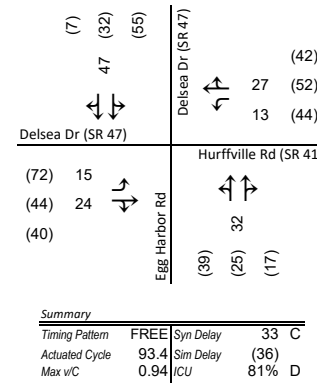 (7) (32) (55)
47
Delsea Dr (SR 47)
(42)
27 (52)
13 (44)
Delsea Dr (SR 47)
Hurffville Rd (SR 41
(72) 15
(44) 24
(40)
Egg Harbor Rd
32
(39) (25) (17)
Summary
Timing Pattern FREE Syn Delay 33 C
Actuated Cycle 93.4 Sim Delay (36)
Max v/C 0.94 ICU 81% D